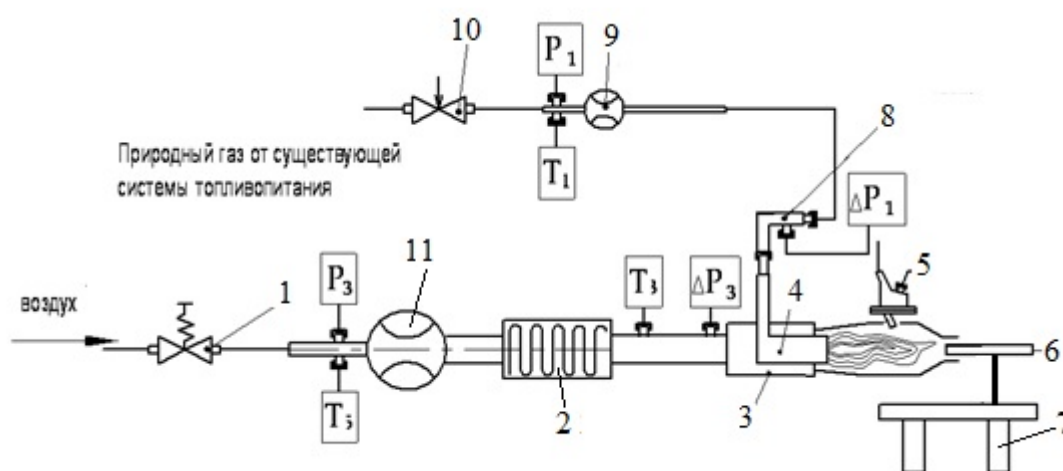 10
P₁
9
8
Природный газ от существующей
системы топливопитания
T₁
ΔP₁
11
5
воздух
1
P₃
T₃
ΔP₃
4
6
T₅
2
3
7